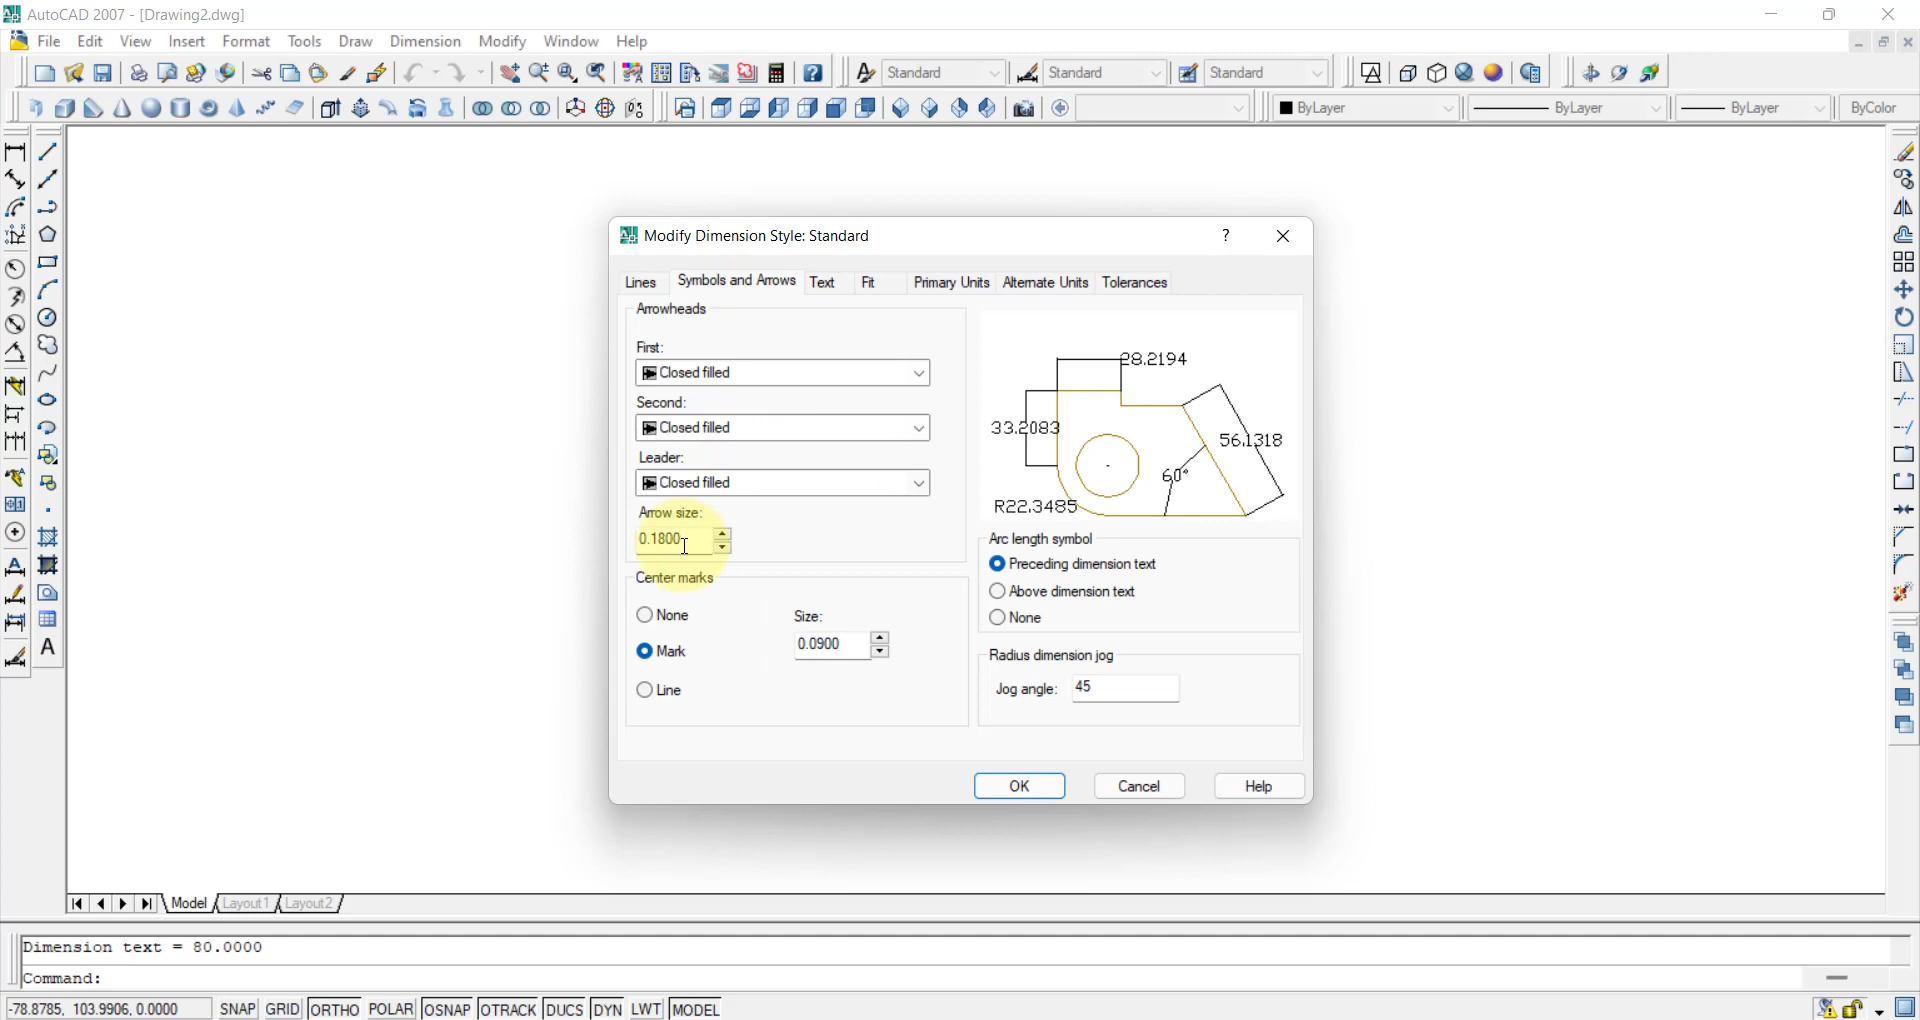 AutoCAD 2007 - [Drawing2.dwg]
File Edit View Insert Format Tools Draw Dimension Modify Window Help
Standard Standard Standard
ByLayer ByLayer ByLayer ByColor
Modify Dimension Style: Standard ?
Lines Symbols and Arrows Text Fit Primary Units Alternate Units Tolerances
Arrowheads
First:
Closed filled
Second:
Closed filled
Leader:
Closed filled
Arrow size:
0.1800
28.2194
33.2083
56.1318
60°
R22.3485
Center marks
None
Mark
Line
Size:
0.0900
Arc length symbol
Preceding dimension text
Above dimension text
None
Radius dimension jog
Jog angle: 45
OK Cancel Help
Model Layout1 Layout2
Dimension text = 80.0000
Command:
-78.8785, 103.9906, 0.0000 SNAP GRID ORTHO POLAR OSNAP OTRACK DUCS DYN LWT MODEL